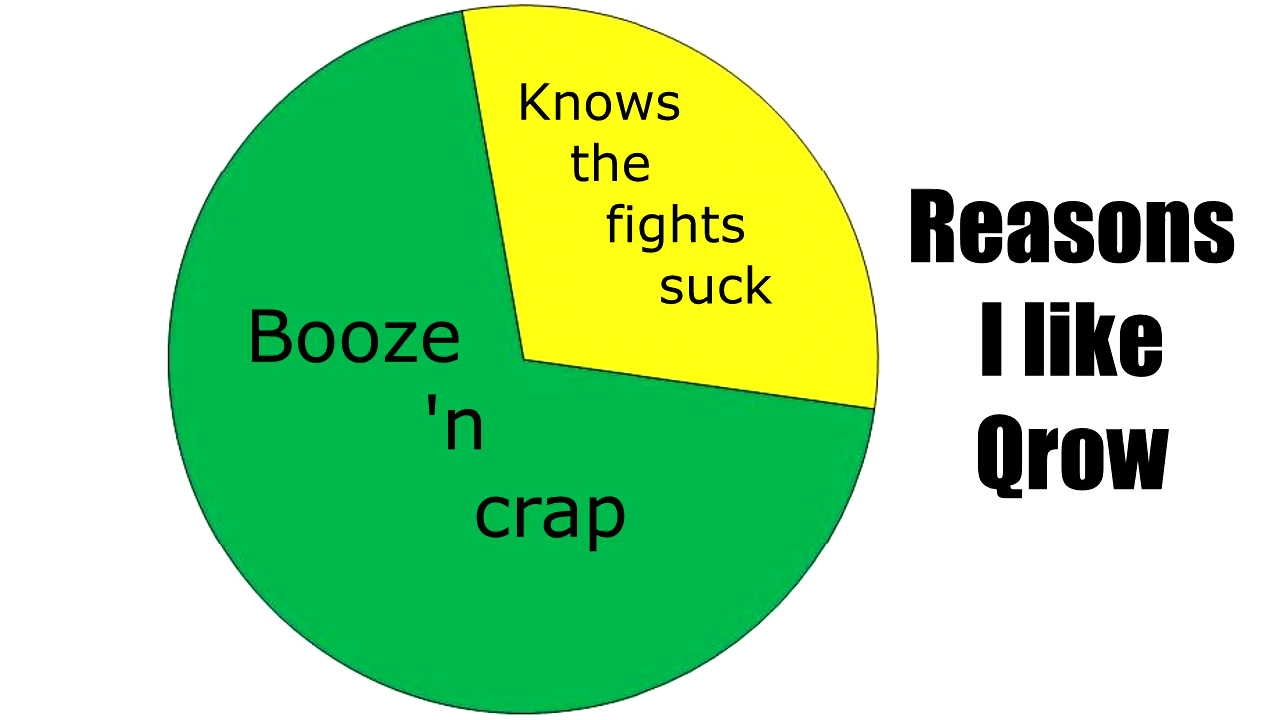 Knows
the
fights
suck
Booze
'n
crap
Reasons
I like
Qrow